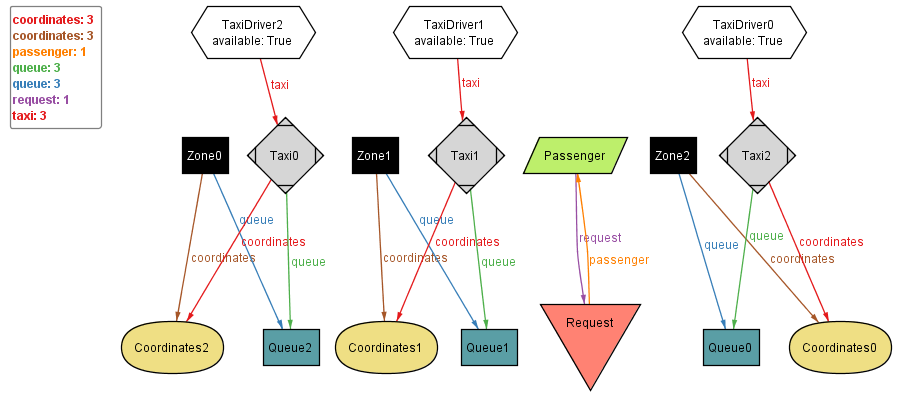 coordinates: 3
coordinates: 3
passenger: 1
queue: 3
queue: 3
request: 1
taxi: 3
TaxiDriver2
available: True
TaxiDriver1
available: True
TaxiDriver0
available: True
taxi
taxi
taxi
Zone0
Taxi0
Zone1
Taxi1
Passenger
Zone2
Taxi2
queue
coordinates
coordinates
queue
queue
coordinates
coordinates
queue
request
passenger
queue
queue
coordinates
coordinates
Coordinates2
Queue2
Coordinates1
Queue1
Request
Queue0
Coordinates0